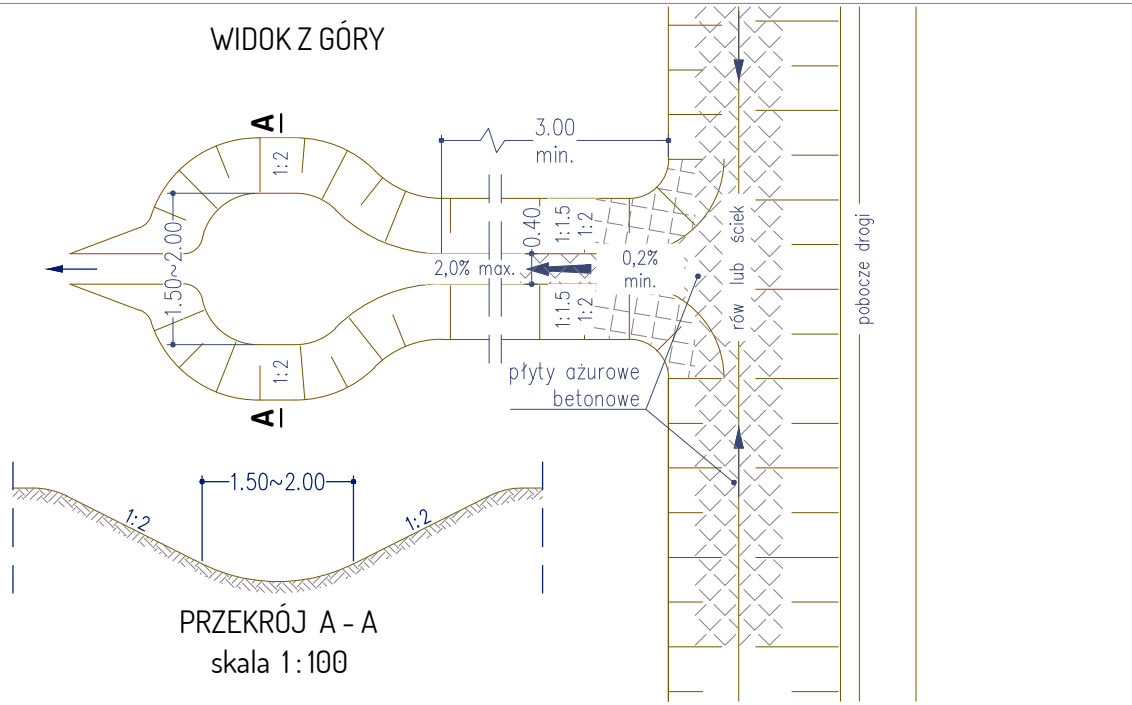 WIDOK Z GÓRY
A
1:2
3.00
min.
1.50~2.00
0.40
1:1.5
1:2
2,0% max.
0,2%
min.
1:1.5
1:2
rów lub ściek
pobocze drogi
1:2
A
płyty ażurowe
betonowe
1.50~2.00
1:2
1:2
PRZEKRÓJ A - A
skala 1:100